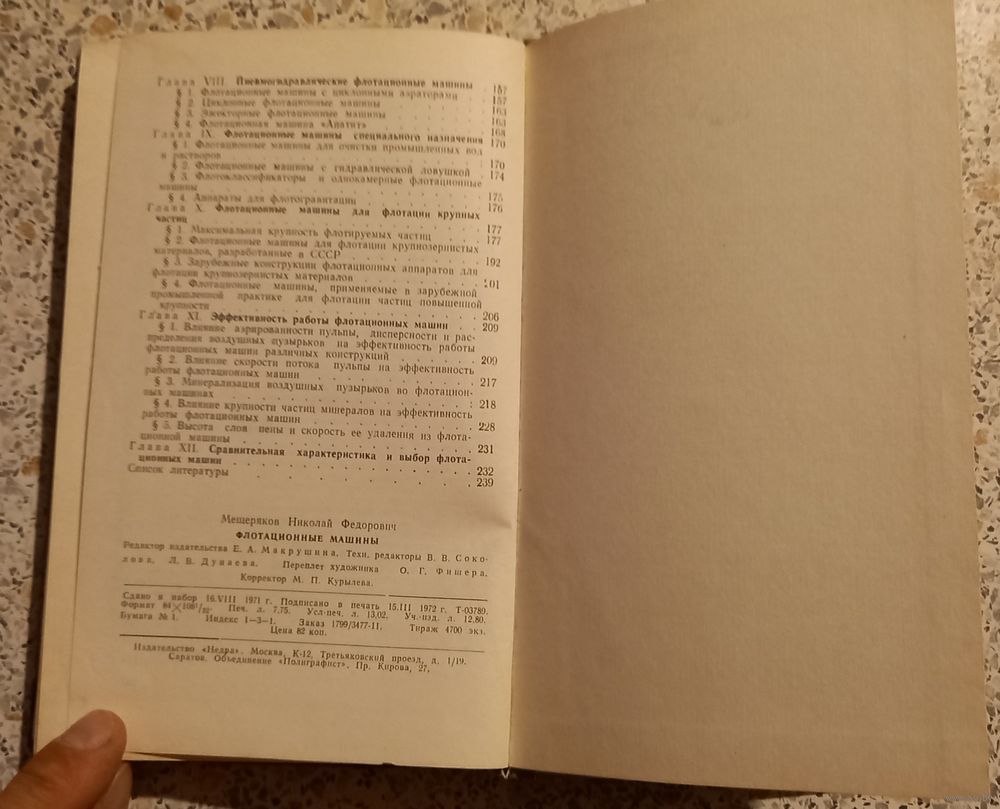 Глава VIII. Пневмогидравлические флотационные машины 157
§ 1. Флотационные машины с циклонными аэраторами 157
§ 2. Циклонные флотационные машины 163
§ 3. Эжекторные флотационные машины 163
§ 4. Флотационная машина «Апатит» 168
Глава IX. Флотационные машины специального назначения 170
§ 1. Флотационные машины для очистки промышленных вод
и растворов 170
§ 2. Флотационные машины с гидравлической ловушкой 174
§ 3. Флотоклассификаторы и однокамерные флотационные
машины 175
§ 4. Аппараты для флотогравитации 176
Глава X. Флотационные машины для флотации крупных
частиц 177
§ 1. Максимальная крупность флотируемых частиц 177
§ 2. Флотационные машины для флотации крупнозернистых
материалов, разработанные в СССР 192
§ 3. Зарубежные конструкции флотационных аппаратов для
флотации крупнозернистых материалов 201
§ 4. Флотационные машины, применяемые в зарубежной
промышленной практике для флотации частиц повышенной
крупности 206
Глава XI. Эффективность работы флотационных машин 209
§ 1. Влияние аэрированности пульпы, дисперсности и рас-
пределения воздушных пузырьков на эффективность работы
флотационных машин различных конструкций 209
§ 2. Влияние скорости потока пульпы на эффективность
работы флотационных машин 217
§ 3. Минерализация воздушных пузырьков во флотацион-
ных машинах 218
§ 4. Влияние крупности частиц минералов на эффективность
работы флотационных машин 228
§ 5. Высота слоя пены и скорость ее удаления из флота-
ционной машины 231
Глава XII. Сравнительная характеристика и выбор флота-
ционных машин 232
Список литературы 239
Мещеряков Николай Федорович
ФЛОТАЦИОННЫЕ МАШИНЫ
Редактор издательства Е. А. Макрушина. Техн. редакторы В. В. Соко-
лова, Л. В. Дунаева. Переплет художника О. Г. Фишера.
Корректор М. П. Курылева.
Сдано в набор 16.VIII 1971 г. Подписано в печать 15.III 1972 г. Т-03789.
Формат 84×108¹/₃₂. Печ. л. 7,75. Усл-печ. л. 13,02. Уч.-изд. л. 12,80.
Бумага № 1. Индекс 1—3—1. Заказ 1799/3477-11. Тираж 4700 экз.
Цена 82 коп.
Издательство «Недра». Москва, К-12, Третьяковский проезд, д. 1/19.
Саратов. Объединение «Полиграфист». Пр. Кирова, 27.